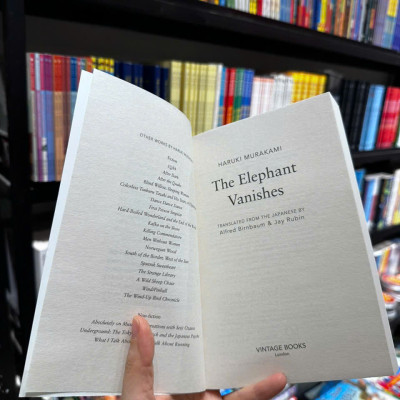 OTHER WORKS BY HARUKI
Fiction
1Q84
After Dark
After the Quake
Blind Willow, Sleeping Woman
Colorless Tsukuru Tazaki and His Years of
Dance Dance Dance
First Person Singular
Hard-Boiled Wonderland and the End of the
Kafka on the Shore
Killing Commendatore
Men Without Women
Norwegian Wood
South of the Border, West of the Sun
Sputnik Sweetheart
The Strange Library
A Wild Sheep Chase
Wind/Pinball
The Wind-Up Bird Chronicle
Non-fiction
Absolutely on Music: Conversations with Seiji Ozawa
Underground: The Tokyo Attack and the Japanese Psyche
What I Talk About Talk About Running
HARUKI MURAKAMI
The Elephant
Vanishes
TRANSLATED FROM THE JAPANESE BY
Alfred Birnbaum & Jay Rubin
VINTAGE BOOKS
London